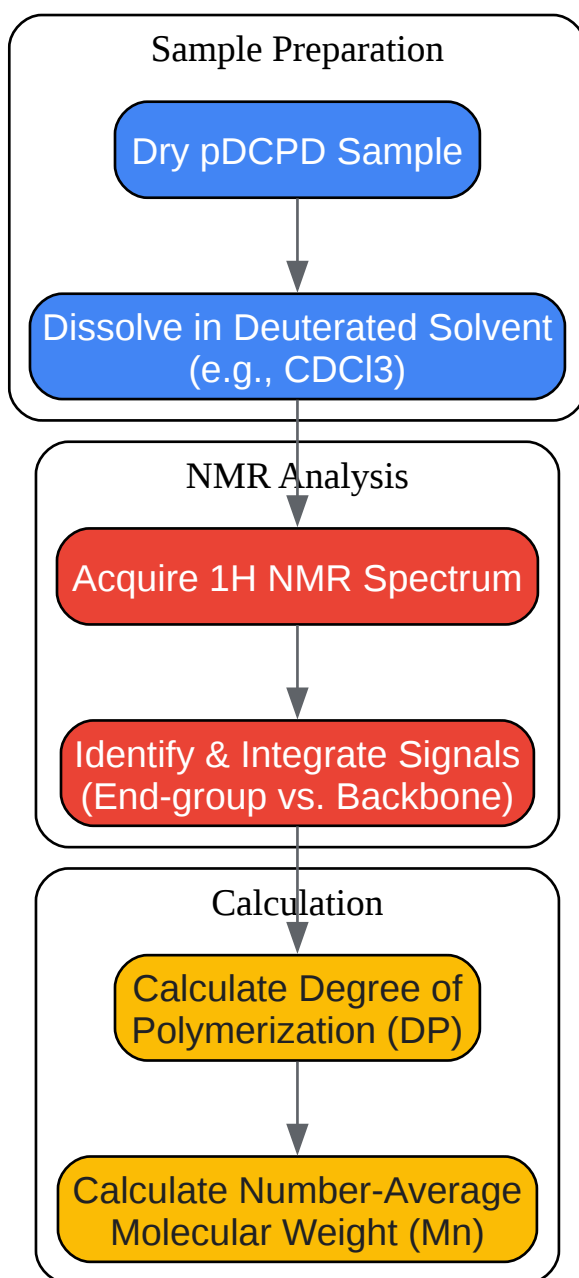 Sample Preparation
Dry pDCPD Sample
Dissolve in Deuterated Solvent
(e.g., CDCl3)
NMR Analysis
Acquire 1H NMR Spectrum
Identify & Integrate Signals
(End-group vs. Backbone)
Calculation
Calculate Degree of
Polymerization (DP)
Calculate Number-Average
Molecular Weight (Mn)